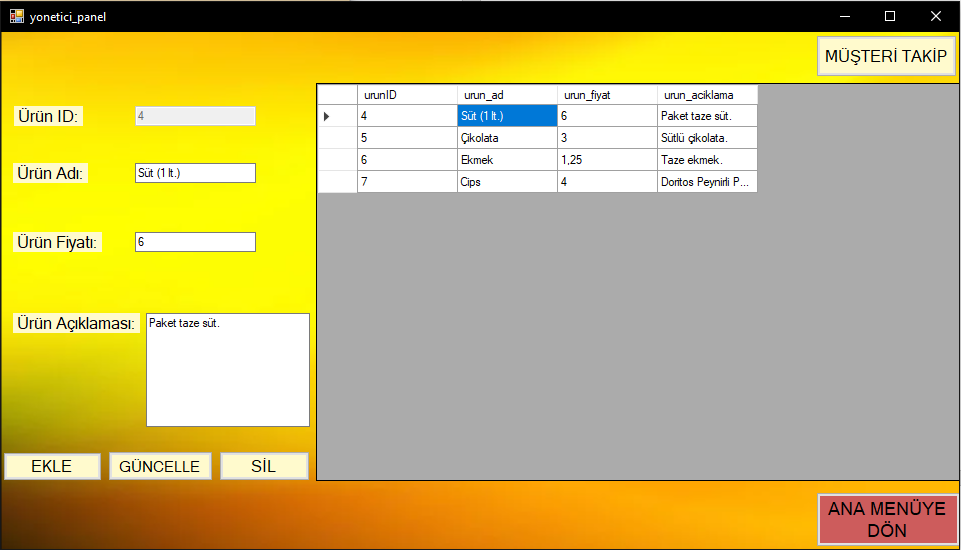 yonetici_panel
MÜŞTERİ TAKİP
Ürün ID:
4
Ürün Adı:
Süt (1 lt.)
Ürün Fiyatı:
6
Ürün Açıklaması:
Paket taze süt.
EKLE GÜNCELLE SİL
urunID urun_ad urun_fiyat urun_aciklama
4 Süt (1 lt.) 6 Paket taze süt.
5 Çikolata 3 Sütlü çikolata.
6 Ekmek 1,25 Taze ekmek.
7 Cips 4 Doritos Peynirli P...
ANA MENÜYE
DÖN